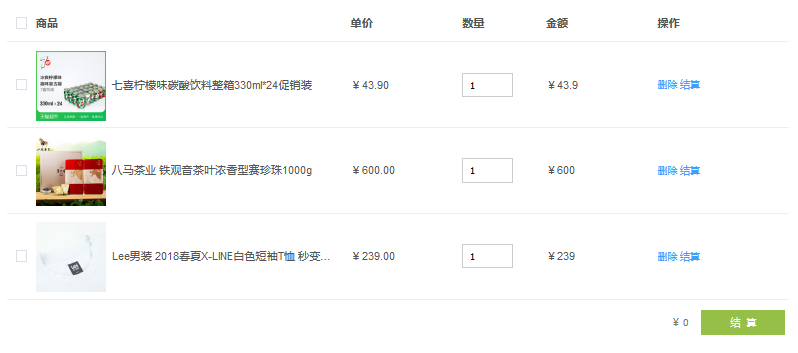 商品 单价 数量 金额 操作
330ml x 24
七喜柠檬味碳酸饮料整箱330ml*24促销装 ￥43.90 1 ￥43.9 删除 结算
八马茶业 铁观音茶叶浓香型赛珍珠1000g ￥600.00 1 ￥600 删除 结算
Lee男装 2018春夏X-LINE白色短袖T恤 秒变... ￥239.00 1 ￥239 删除 结算
￥ 0 结 算